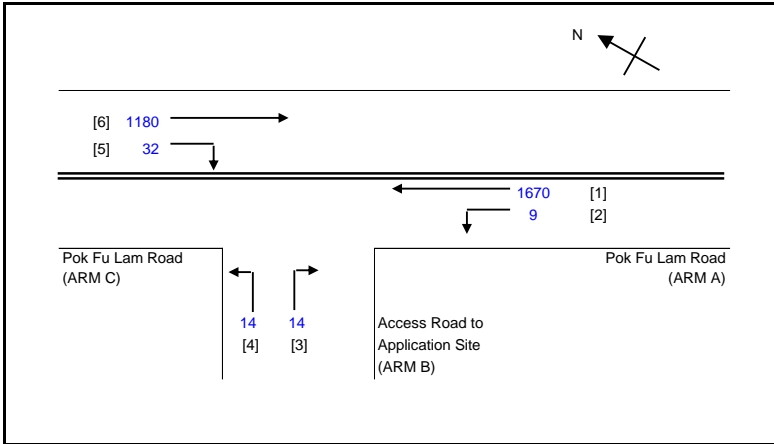 N
[6] 1180
[5] 32
1670 [1]
9 [2]
Pok Fu Lam Road
(ARM C)
Pok Fu Lam Road
(ARM A)
14 14
[4] [3]
Access Road to
Application Site
(ARM B)